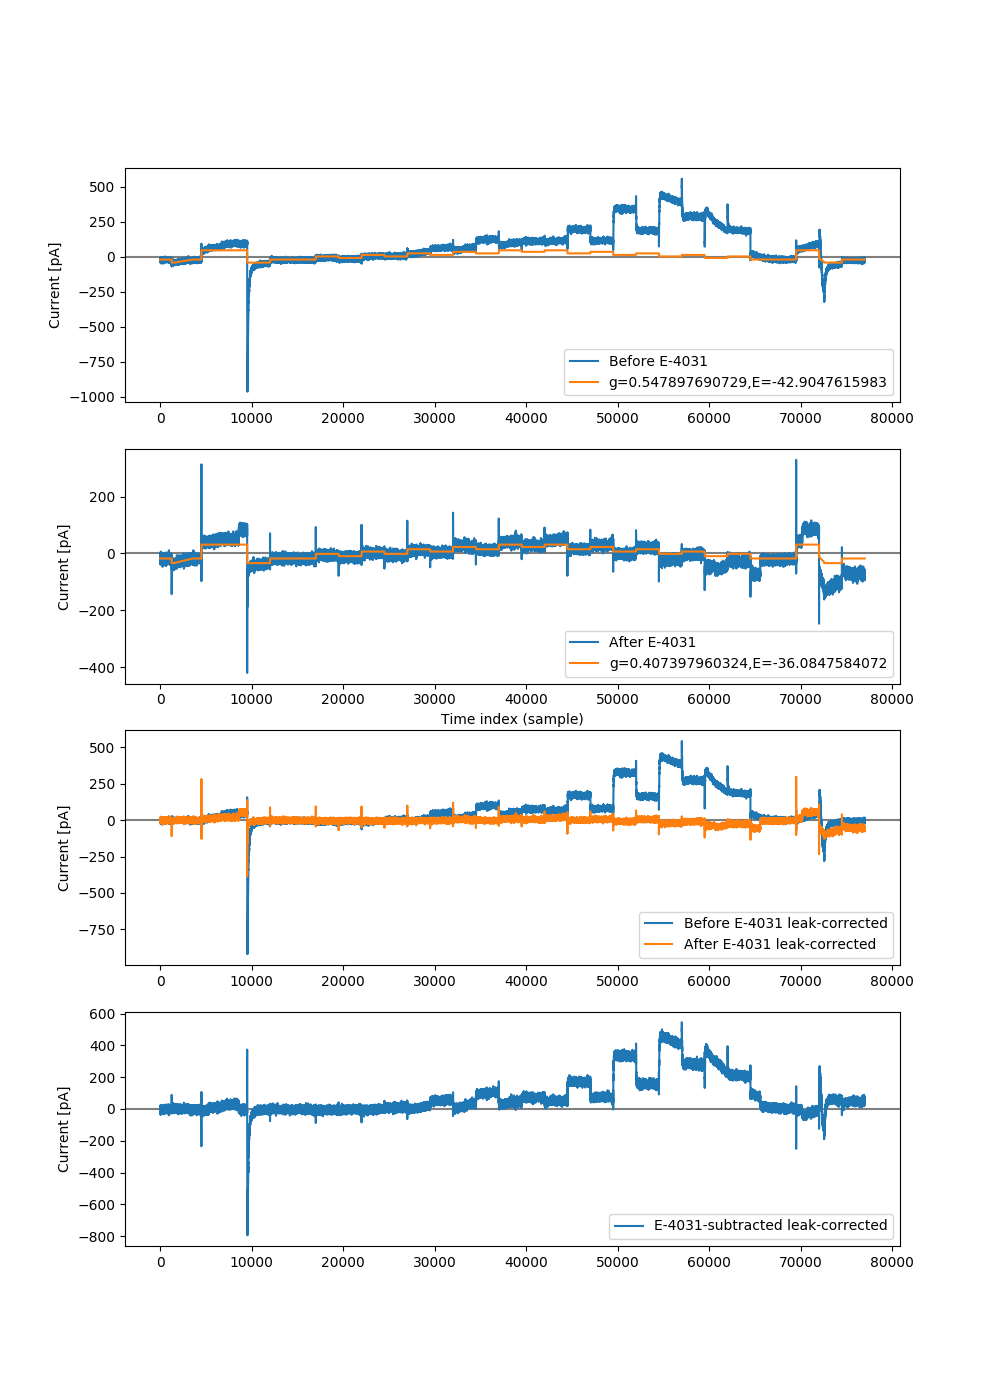 500
250
0
−250
−500
−750
−1000
Current [pA]
Before E-4031
g=0.547897690729,E=-42.9047615983
0 10000 20000 30000 40000 50000 60000 70000 80000
200
0
−200
−400
Current [pA]
After E-4031
g=0.407397960324,E=-36.0847584072
0 10000 20000 30000 40000 50000 60000 70000 80000
Time index (sample)
500
250
0
−250
−500
−750
Current [pA]
Before E-4031 leak-corrected
After E-4031 leak-corrected
0 10000 20000 30000 40000 50000 60000 70000 80000
600
400
200
0
−200
−400
−600
−800
Current [pA]
E-4031-subtracted leak-corrected
0 10000 20000 30000 40000 50000 60000 70000 80000